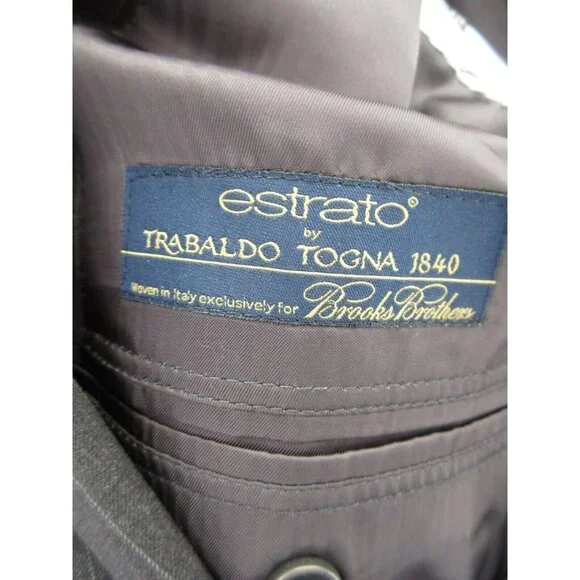 estrato®
by
TRABALDO TOGNA 1840
Woven in Italy exclusively for Brooks Brothers